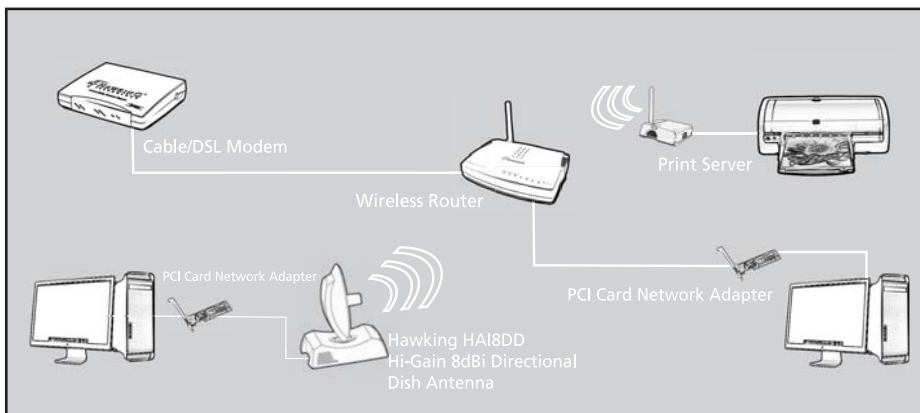 Cable/DSL Modem
Wireless Router
Print Server
PCI Card Network Adapter
PCI Card Network Adapter
Hawking HAI8DD
Hi-Gain 8dBi Directional
Dish Antenna